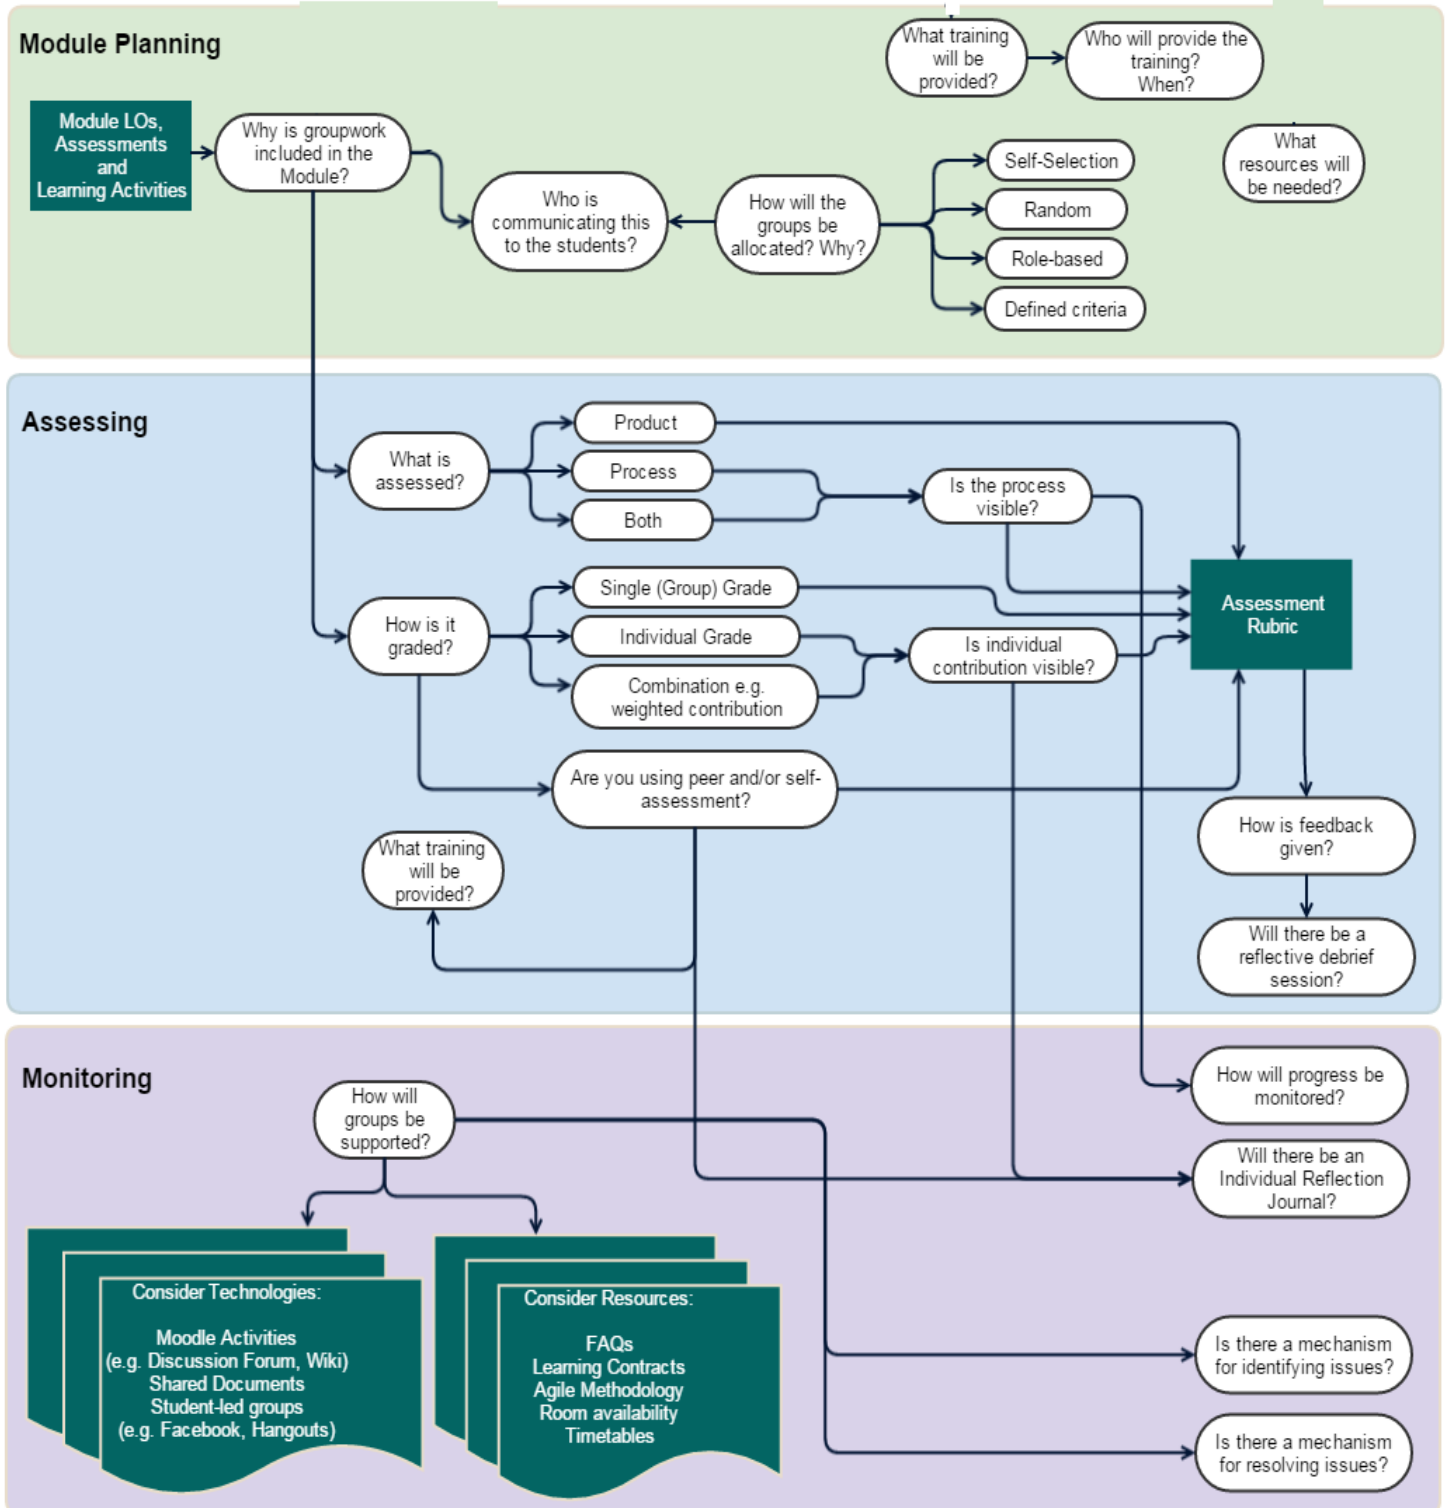 Module Planning
What training
will be
provided?
Who will provide the
training?
When?
Module LOs,
Assessments
and
Learning Activities
Why is groupwork
included in the
Module?
Who is
communicating this
to the students?
How will the
groups be
allocated? Why?
Self-Selection
Random
Role-based
Defined criteria
What
resources will
be needed?
Assessing
What is
assessed?
Product
Process
Both
Is the process
visible?
How is it
graded?
Single (Group) Grade
Individual Grade
Combination e.g.
weighted contribution
Is individual
contribution visible?
Assessment
Rubric
Are you using peer and/or self-
assessment?
What training
will be
provided?
How is feedback
given?
Will there be a
reflective debrief
session?
Monitoring
How will
groups be
supported?
How will progress be
monitored?
Will there be an
Individual Reflection
Journal?
Consider Technologies:
Moodle Activities
(e.g. Discussion Forum, Wiki)
Shared Documents
Student-led groups
(e.g. Facebook, Hangouts)
Consider Resources:
FAQs
Learning Contracts
Agile Methodology
Room availability
Timetables
Is there a mechanism
for identifying issues?
Is there a mechanism
for resolving issues?